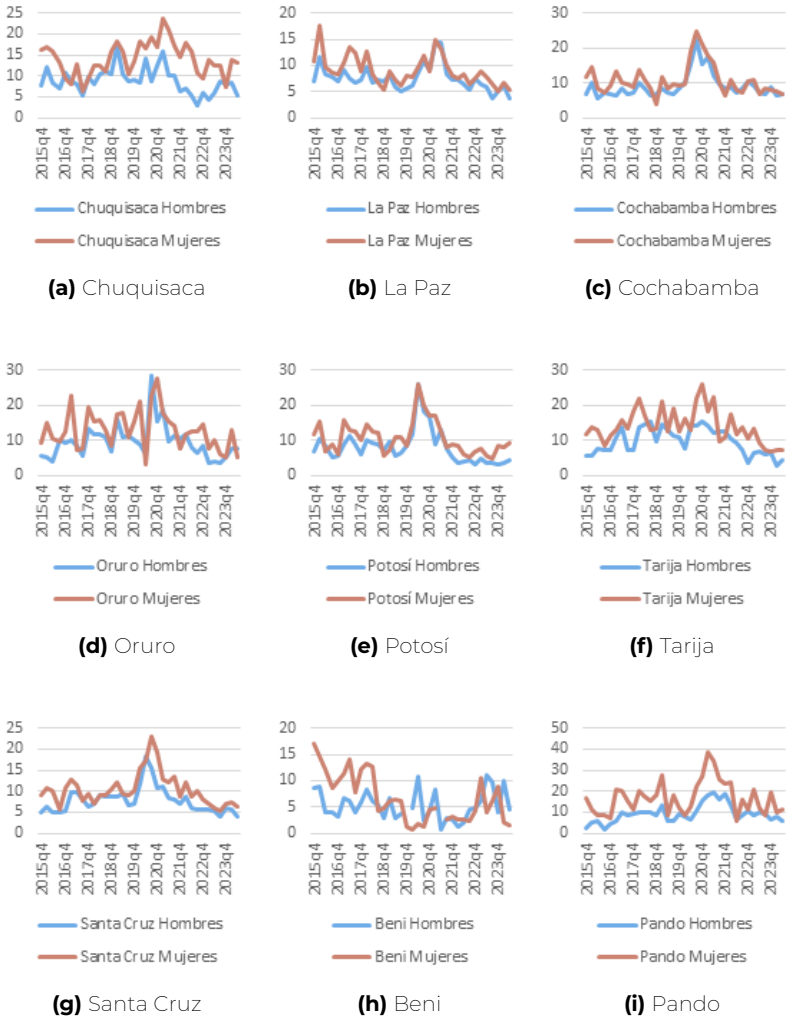 25
20
15
10
5
0
2015q4
2016q4
2017q4
2018q4
2019q4
2020q4
2021q4
2022q4
2023q4
Chuquisaca Hombres
Chuquisaca Mujeres
(a) Chuquisaca
20
15
10
5
0
2015q4
2016q4
2017q4
2018q4
2019q4
2020q4
2021q4
2022q4
2023q4
La Paz Hombres
La Paz Mujeres
(b) La Paz
30
20
10
0
2015q4
2016q4
2017q4
2018q4
2019q4
2020q4
2021q4
2022q4
2023q4
Cochabamba Hombres
Cochabamba Mujeres
(c) Cochabamba
30
20
10
0
2015q4
2016q4
2017q4
2018q4
2019q4
2020q4
2021q4
2022q4
2023q4
Oruro Hombres
Oruro Mujeres
(d) Oruro
30
20
10
0
2015q4
2016q4
2017q4
2018q4
2019q4
2020q4
2021q4
2022q4
2023q4
Potosí Hombres
Potosí Mujeres
(e) Potosí
30
20
10
0
2015q4
2016q4
2017q4
2018q4
2019q4
2020q4
2021q4
2022q4
2023q4
Tarija Hombres
Tarija Mujeres
(f) Tarija
25
20
15
10
5
0
2015q4
2016q4
2017q4
2018q4
2019q4
2020q4
2021q4
2022q4
2023q4
Santa Cruz Hombres
Santa Cruz Mujeres
(g) Santa Cruz
20
15
10
5
0
2015q4
2016q4
2017q4
2018q4
2019q4
2020q4
2021q4
2022q4
2023q4
Beni Hombres
Beni Mujeres
(h) Beni
50
40
30
20
10
0
2015q4
2016q4
2017q4
2018q4
2019q4
2020q4
2021q4
2022q4
2023q4
Pando Hombres
Pando Mujeres
(i) Pando